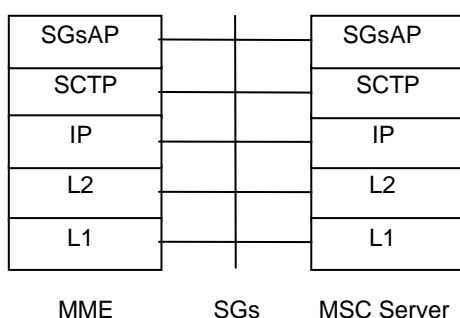 SGsAP SGsAP
SCTP SCTP
IP IP
L2 L2
L1 L1
MME SGs MSC Server